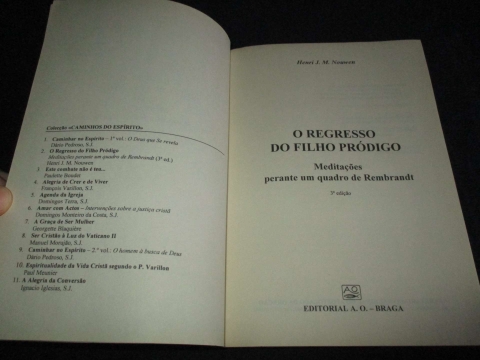 Colecção «CAMINHOS DO ESPÍRITO»
1. Caminhar no Espírito – 1º vol.: O Deus que Se revela
Dário Pedroso, S.J.
2. O Regresso do Filho Pródigo
Meditações perante um quadro de Rembrandt (3ª ed.)
Henri J. M. Nouwen
3. Este combate não é teu...
4. Alegria de Crer e de Viver
François Varillon, S.J.
5. Agenda da Igreja
Domingos Terra, S.J.
6. Amor com Actos – Intervenções sobre a justiça cristã
Domingos Monteiro da Costa, S.J.
7. A Graça de Ser Mulher
Georgette Blaquière
8. Ser Cristão à Luz do Vaticano II
Manuel Morujão, S.J.
9. Caminhar no Espírito – 2.º vol.: O homem à busca de Deus
Dário Pedroso, S.J.
10. Espiritualidade da Vida Cristã segundo o P. Varillon
Paul Meunier
11. A Alegria da Conversão
Ignacio Iglesias, S.J.
Henri J. M. Nouwen
O REGRESSO
DO FILHO PRÓDIGO
Meditações
perante um quadro de Rembrandt
3ª edição
AO
EDITORIAL A. O. – BRAGA